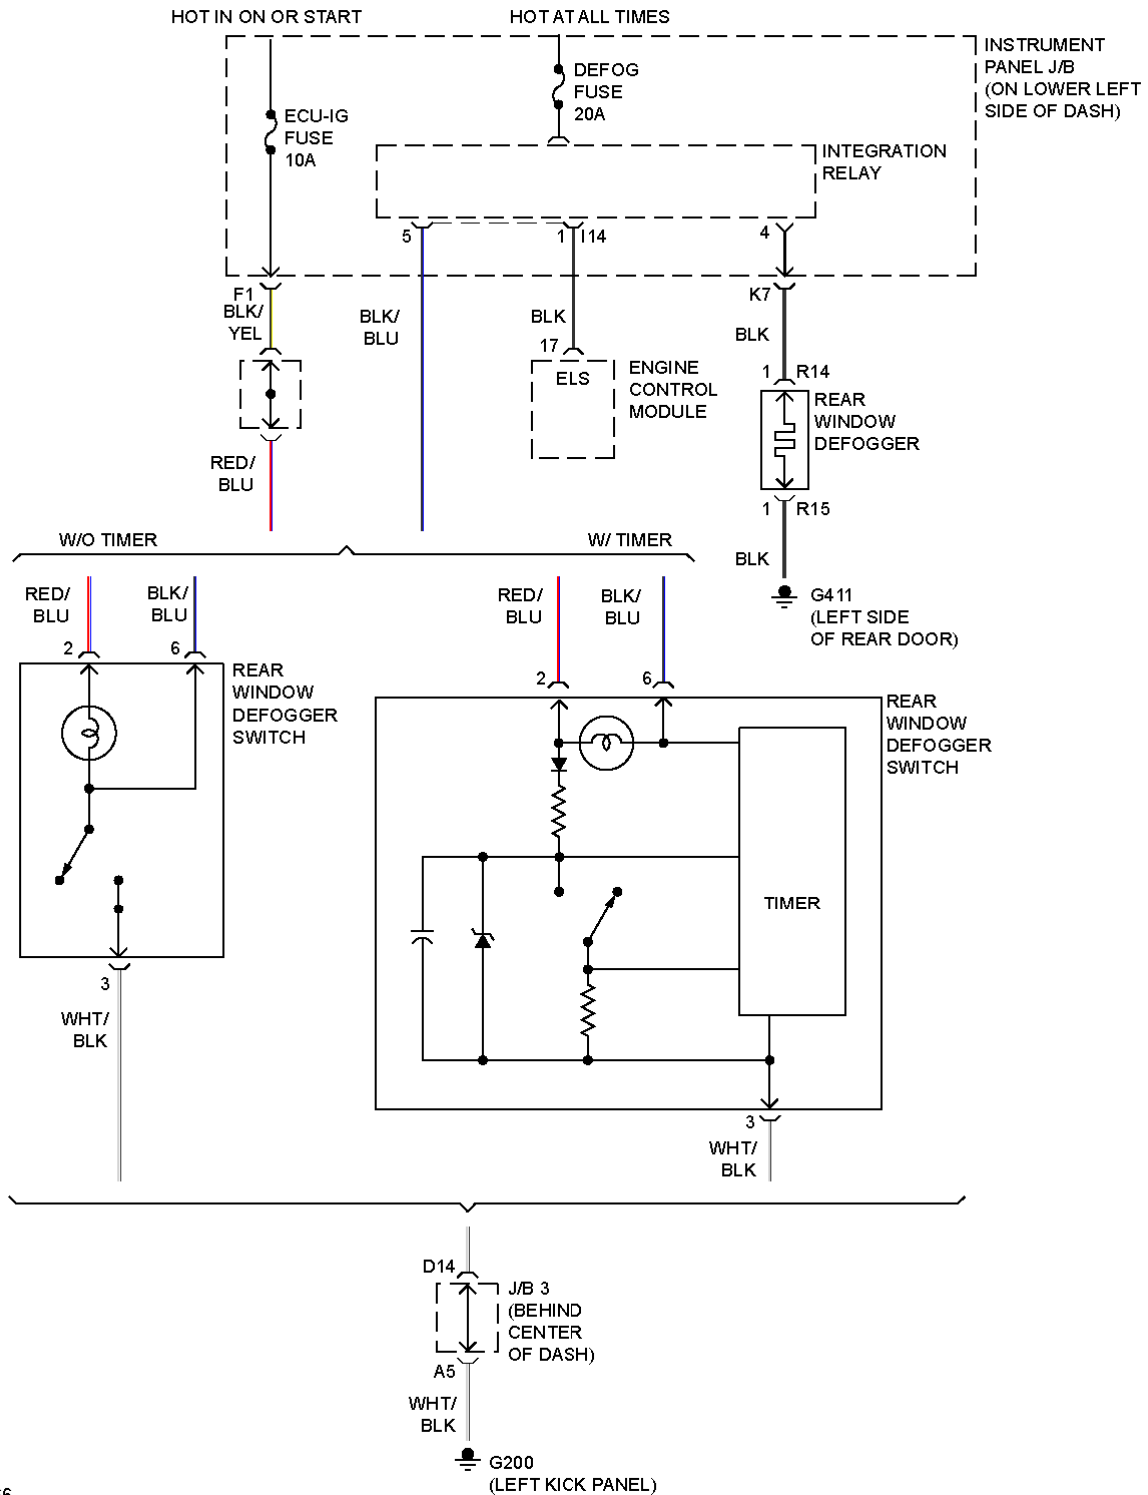 HOT IN ON OR START
HOT AT ALL TIMES
INSTRUMENT
PANEL J/B
(ON LOWER LEFT
SIDE OF DASH)
DEFOG
FUSE
20A
ECU-IG
FUSE
10A
INTEGRATION
RELAY
5
1
I14
4
F1
BLK/
YEL
BLK/
BLU
BLK
17
ELS
ENGINE
CONTROL
MODULE
K7
BLK
1
R14
REAR
WINDOW
DEFOGGER
1
R15
BLK
G411
(LEFT SIDE
OF REAR DOOR)
RED/
BLU
W/O TIMER
W/ TIMER
RED/
BLU
BLK/
BLU
2
6
REAR
WINDOW
DEFOGGER
SWITCH
3
WHT/
BLK
RED/
BLU
BLK/
BLU
2
6
REAR
WINDOW
DEFOGGER
SWITCH
TIMER
3
WHT/
BLK
D14
J/B 3
(BEHIND
CENTER
OF DASH)
A5
WHT/
BLK
G200
(LEFT KICK PANEL)